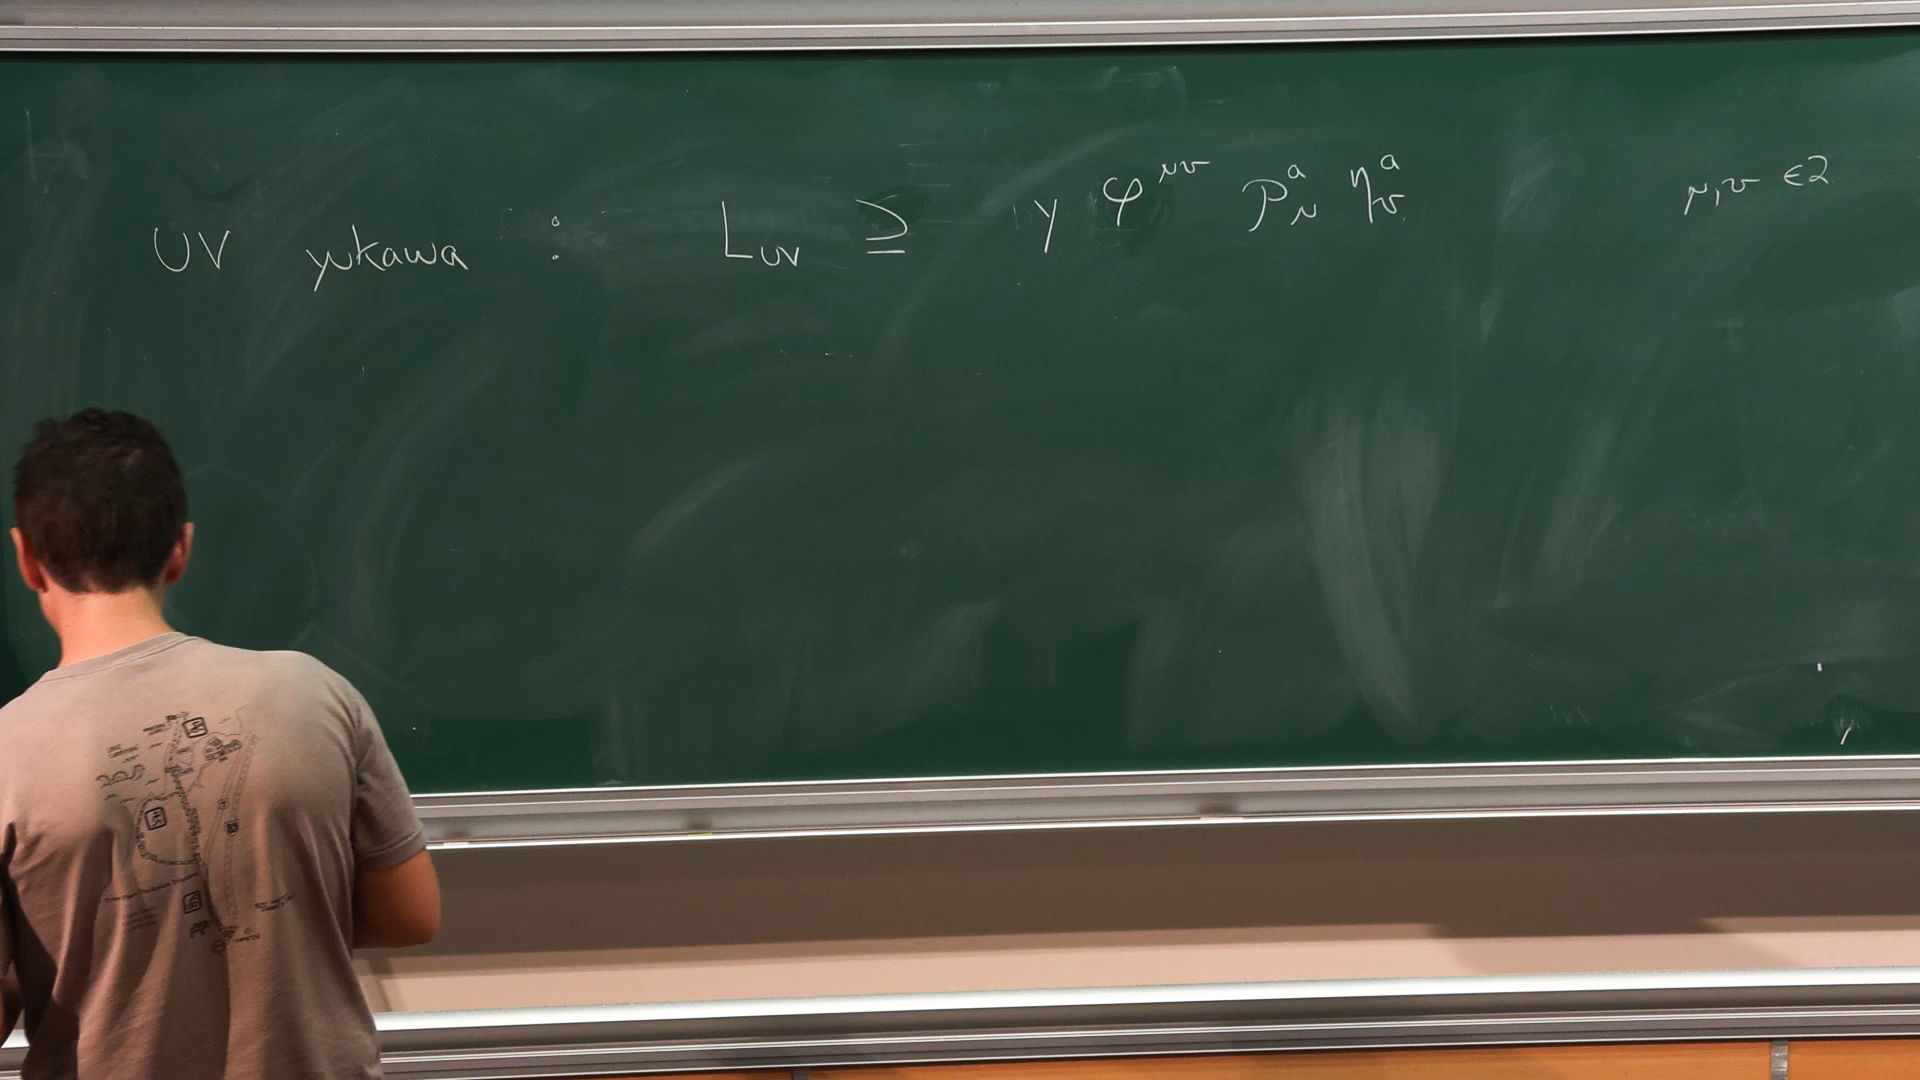 UV yukawa : L_UV ⊇ y φ^{μν} P^a_μ η^a_ν μ,ν ∈ 2